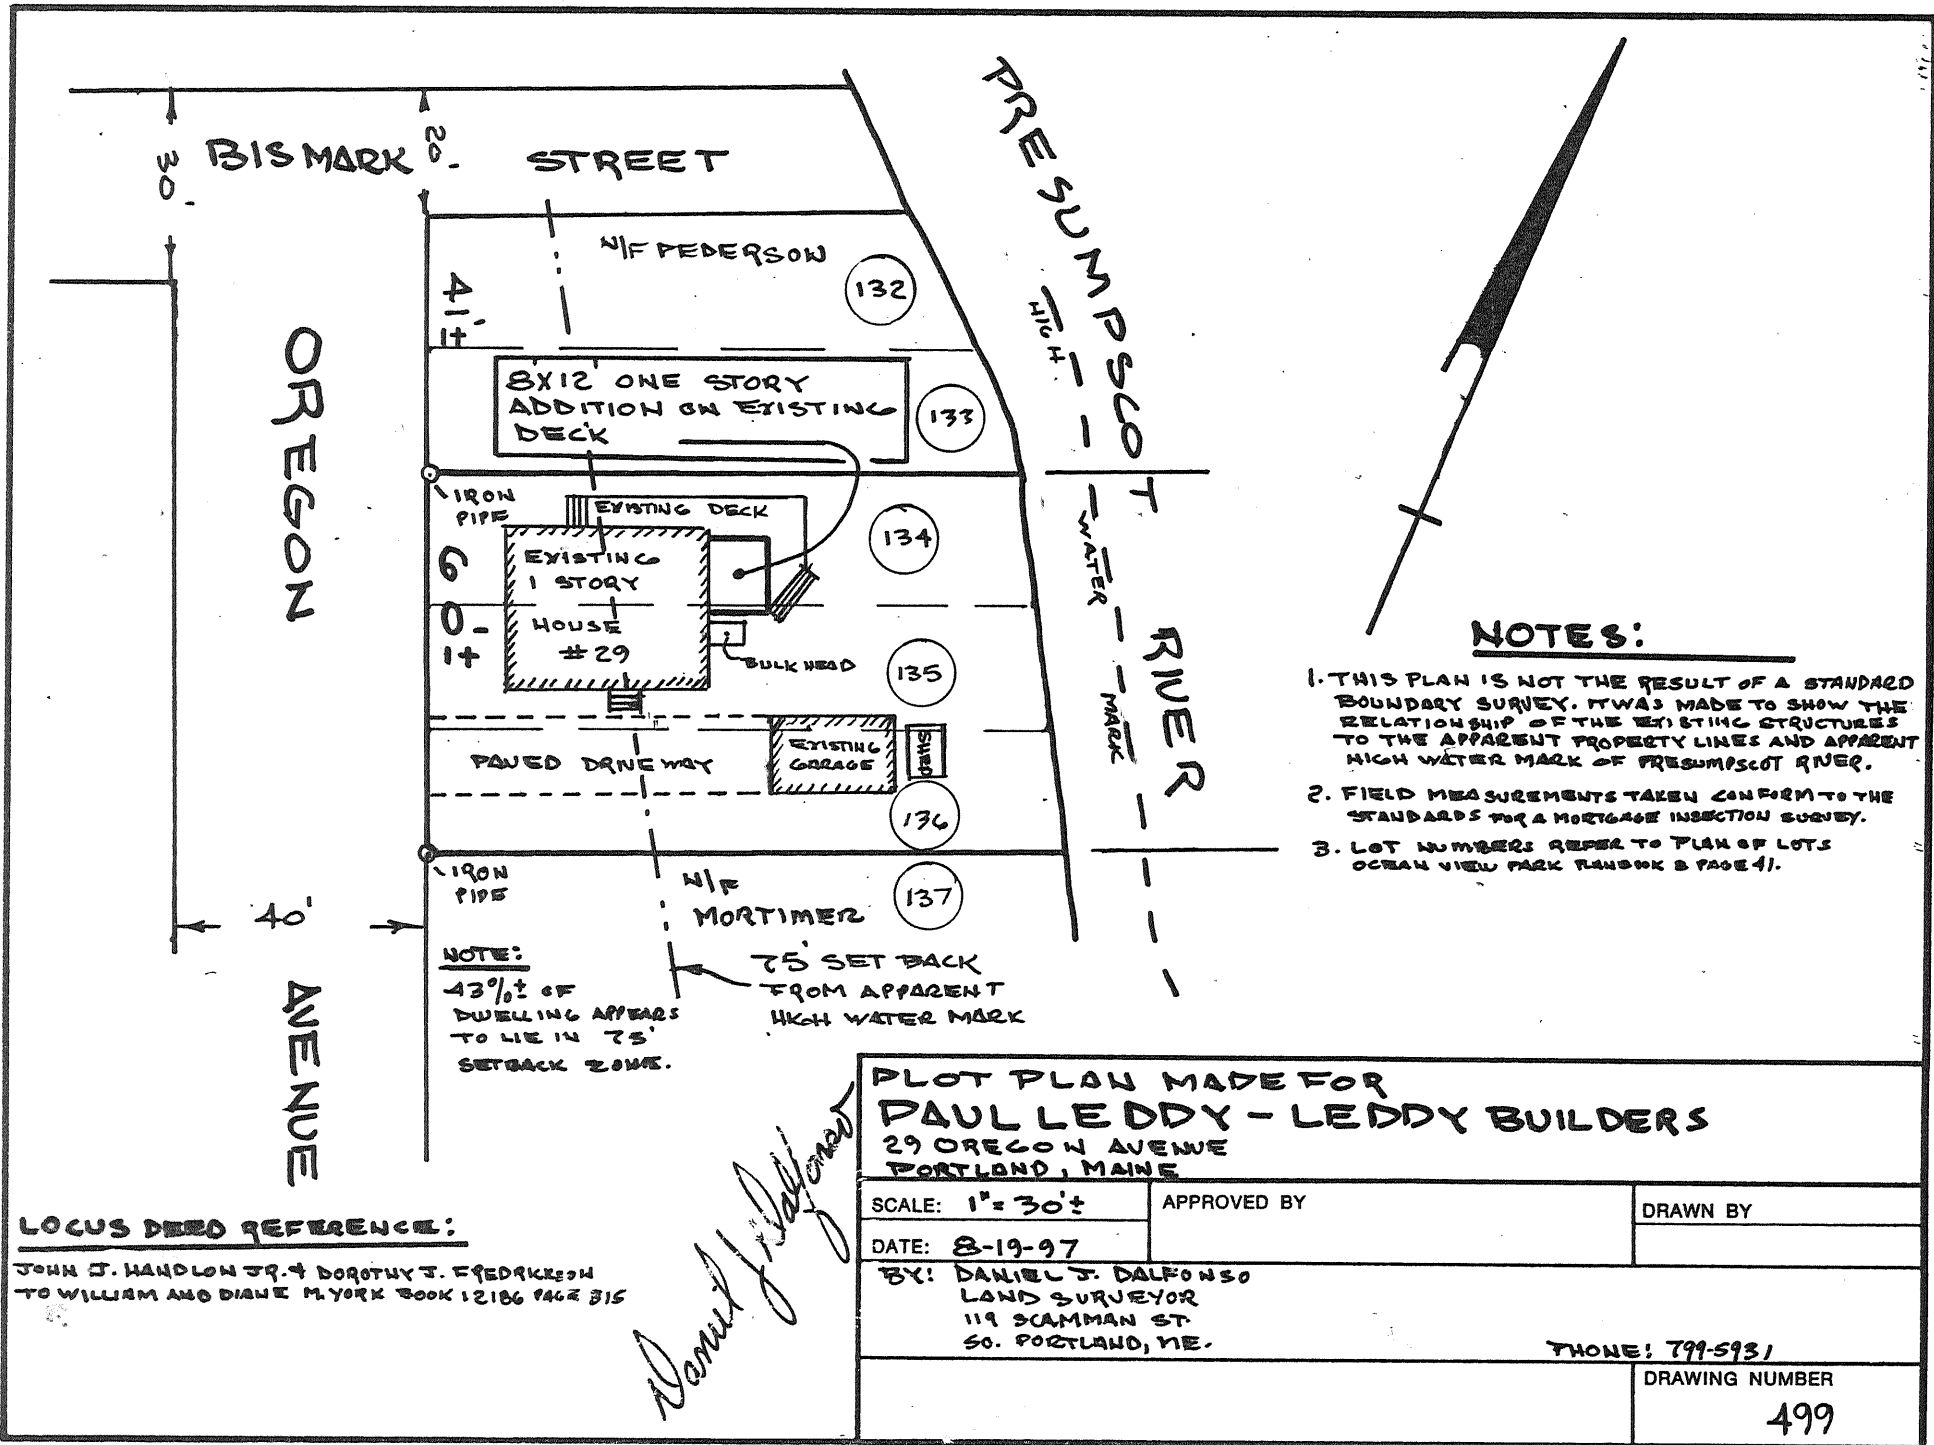 BISMARK STREET
30'
20'
N/F PEDERSON
132
41'±
8'X12' ONE STORY
ADDITION ON EXISTING
DECK
133
PRESUMPSCOT RIVER
HIGH WATER MARK
OREGON AVENUE
IRON
PIPE
EXISTING DECK
134
60'±
EXISTING
1 STORY
HOUSE
#29
BULKHEAD
135
PAVED DRIVEWAY
EXISTING
GARAGE
SHED
136
IRON
PIPE
N/F
MORTIMER
137
40'
75' SET BACK
FROM APPARENT
HIGH WATER MARK
NOTE:
43%± OF
DWELLING APPEARS
TO LIE IN 75'
SETBACK ZONE.
NOTES:
1. THIS PLAN IS NOT THE RESULT OF A STANDARD
BOUNDARY SURVEY. IT WAS MADE TO SHOW THE
RELATIONSHIP OF THE EXISTING STRUCTURES
TO THE APPARENT PROPERTY LINES AND APPARENT
HIGH WATER MARK OF PRESUMPSCOT RIVER.
2. FIELD MEASUREMENTS TAKEN CONFORM TO THE
STANDARDS FOR A MORTGAGE INSECTION SURVEY.
3. LOT NUMBERS REFER TO PLAN OF LOTS
OCEAN VIEW PARK PLANBOOK 8 PAGE 41.
LOCUS DEED REFERENCE:
JOHN J. HANDLON JR. & DOROTHY J. FREDRICKSON
TO WILLIAM AND DIANE M. YORK BOOK 12186 PAGE 315
Daniel J Dalfonso
PLOT PLAN MADE FOR
PAUL LEDDY - LEDDY BUILDERS
29 OREGON AVENUE
PORTLAND, MAINE
SCALE: 1"= 30'±
APPROVED BY
DRAWN BY
DATE: 8-19-97
BY: DANIEL J. DALFONSO
LAND SURVEYOR
119 SCAMMAN ST.
SO. PORTLAND, ME.
PHONE: 799-5931
DRAWING NUMBER
499